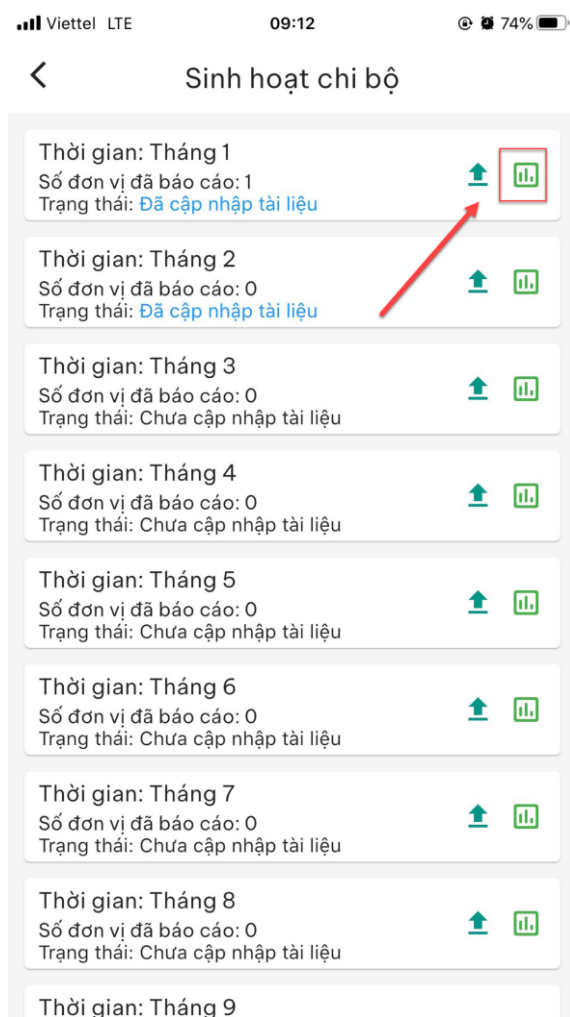 Viettel LTE 09:12 74%
Sinh hoạt chi bộ
Thời gian: Tháng 1
Số đơn vị đã báo cáo: 1
Trạng thái: Đã cập nhập tài liệu
Thời gian: Tháng 2
Số đơn vị đã báo cáo: 0
Trạng thái: Đã cập nhập tài liệu
Thời gian: Tháng 3
Số đơn vị đã báo cáo: 0
Trạng thái: Chưa cập nhập tài liệu
Thời gian: Tháng 4
Số đơn vị đã báo cáo: 0
Trạng thái: Chưa cập nhập tài liệu
Thời gian: Tháng 5
Số đơn vị đã báo cáo: 0
Trạng thái: Chưa cập nhập tài liệu
Thời gian: Tháng 6
Số đơn vị đã báo cáo: 0
Trạng thái: Chưa cập nhập tài liệu
Thời gian: Tháng 7
Số đơn vị đã báo cáo: 0
Trạng thái: Chưa cập nhập tài liệu
Thời gian: Tháng 8
Số đơn vị đã báo cáo: 0
Trạng thái: Chưa cập nhập tài liệu
Thời gian: Tháng 9